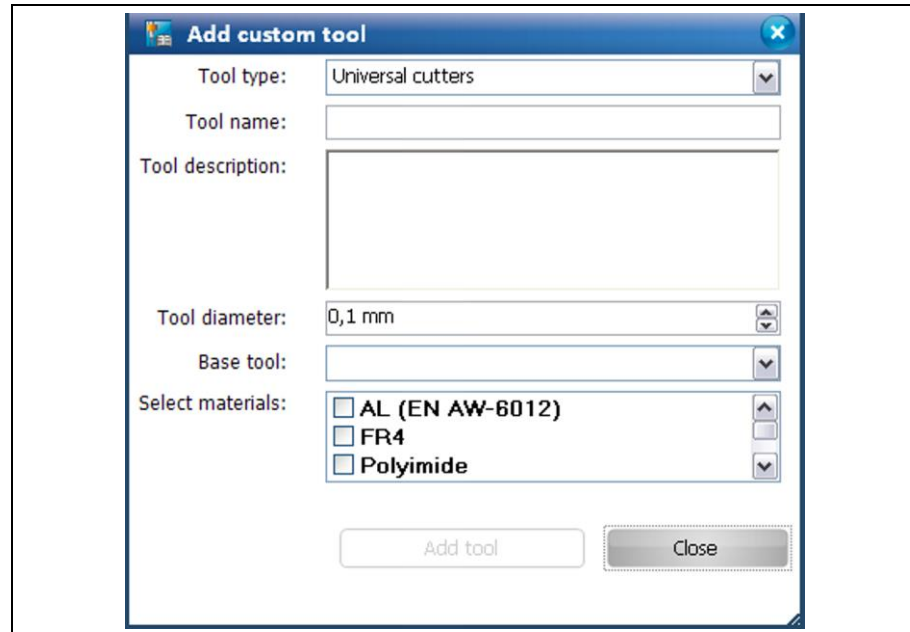 Add custom tool
Tool type: Universal cutters
Tool name:
Tool description:
Tool diameter: 0,1 mm
Base tool:
Select materials: AL (EN AW-6012)
FR4
Polyimide
Add tool Close